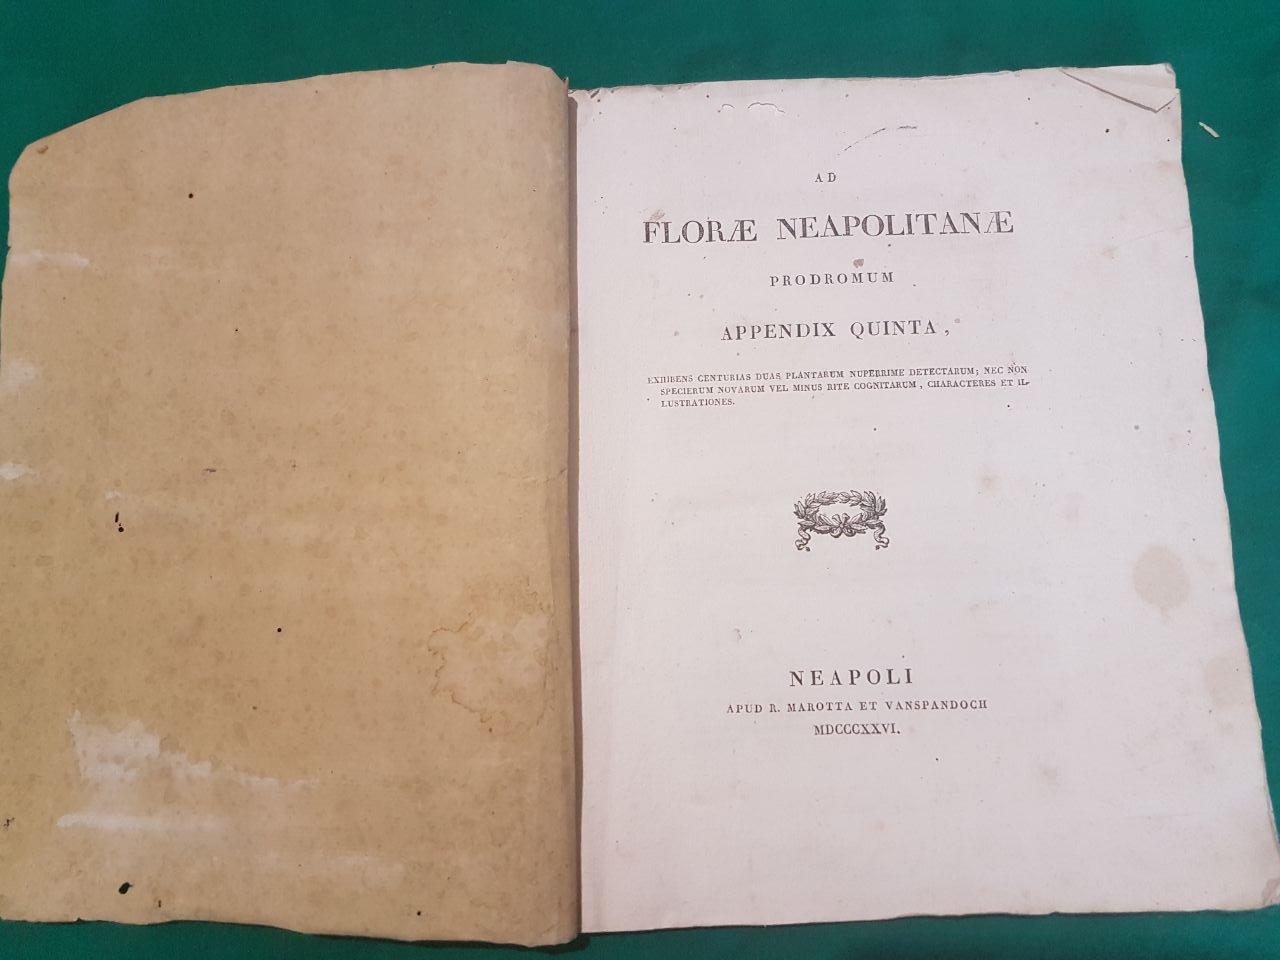 AD
FLORÆ NEAPOLITANÆ
PRODROMUM
APPENDIX QUINTA,
EXHIBENS CENTURIAS DUAS PLANTARUM NUPERRIME DETECTARUM; NEC NON
SPECIERUM NOVARUM VEL MINUS RITE COGNITARUM, CHARACTERES ET IL-
LUSTRATIONES.
NEAPOLI
APUD R. MAROTTA ET VANSPANDOCH
MDCCCXXVI.